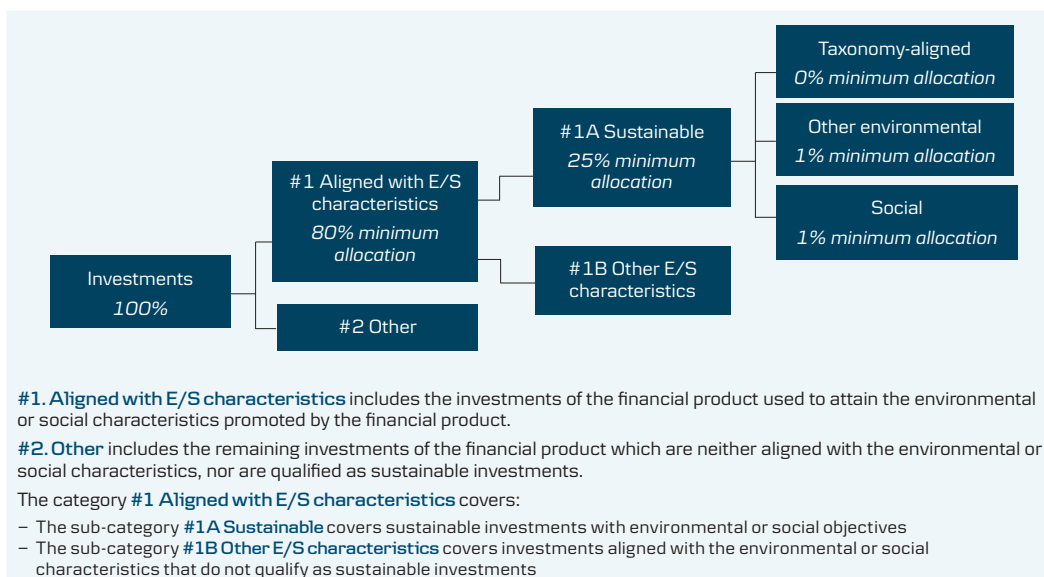 Taxonomy-aligned
0% minimum allocation
Other environmental
1% minimum allocation
Social
1% minimum allocation
#1A Sustainable
25% minimum
allocation
#1B Other E/S
characteristics
#1 Aligned with E/S
characteristics
80% minimum
allocation
#2 Other
Investments
100%
#1. Aligned with E/S characteristics includes the investments of the financial product used to attain the environmental
or social characteristics promoted by the financial product.
#2. Other includes the remaining investments of the financial product which are neither aligned with the environmental or
social characteristics, nor are qualified as sustainable investments.
The category #1 Aligned with E/S characteristics covers:
– The sub-category #1A Sustainable covers sustainable investments with environmental or social objectives
– The sub-category #1B Other E/S characteristics covers investments aligned with the environmental or social
characteristics that do not qualify as sustainable investments